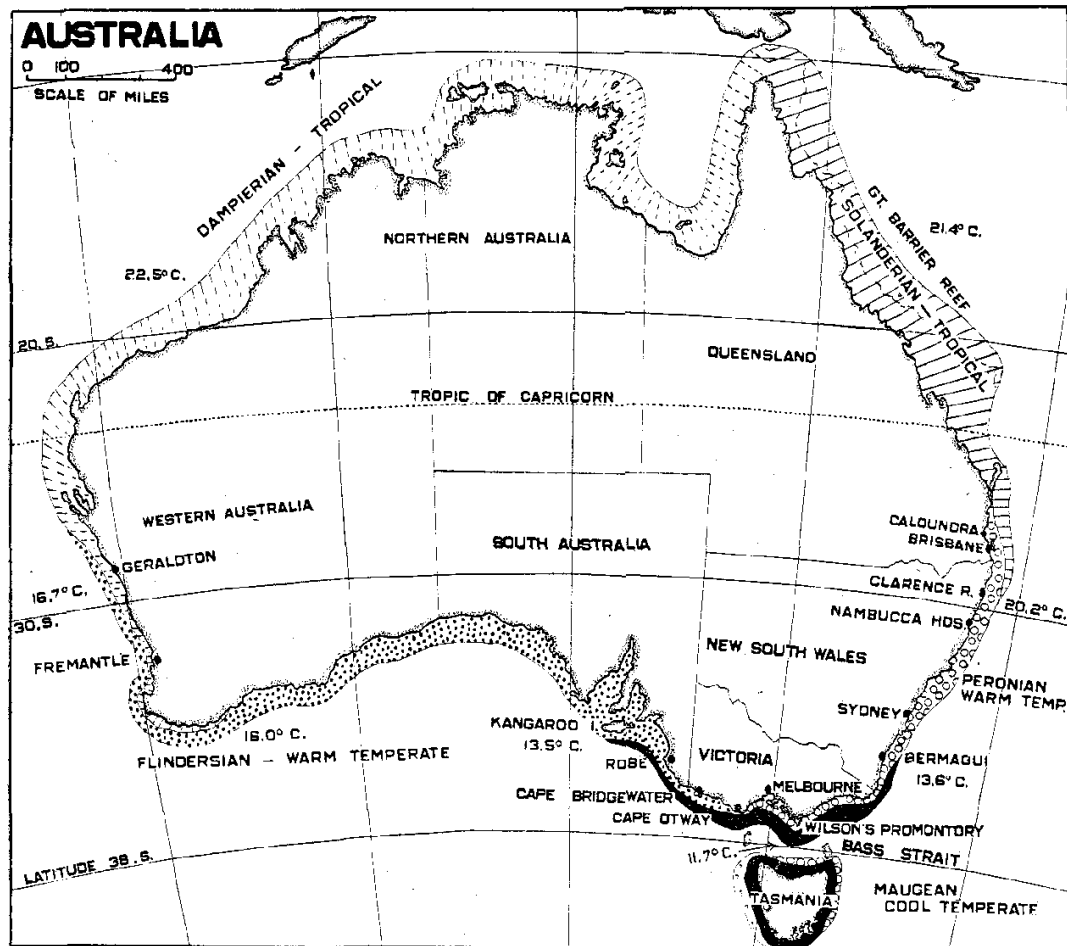 AUSTRALIA
0 100 400
SCALE OF MILES
DAMPIERIAN - TROPICAL
GT. BARRIER REEF
SOLANDERIAN - TROPICAL
21.4° C.
NORTHERN AUSTRALIA
22.5° C.
20. S.
QUEENSLAND
TROPIC OF CAPRICORN
WESTERN AUSTRALIA
SOUTH AUSTRALIA
CALOUNDRA
BRISBANE
GERALDTON
16.7° C.
30. S.
CLARENCE R.
20.2° C.
NAMBUCCA HDS.
FREMANTLE
NEW SOUTH WALES
PERONIAN
WARM TEMP.
SYDNEY
KANGAROO I.
16.0° C.
13.5° C.
FLINDERSIAN - WARM TEMPERATE
ROBE
VICTORIA
BERMAGUI
13.6° C.
MELBOURNE
CAPE BRIDGEWATER
CAPE OTWAY
WILSON'S PROMONTORY
BASS STRAIT
11.7° C.
LATITUDE 38. S.
TASMANIA
MAUGEAN
COOL TEMPERATE